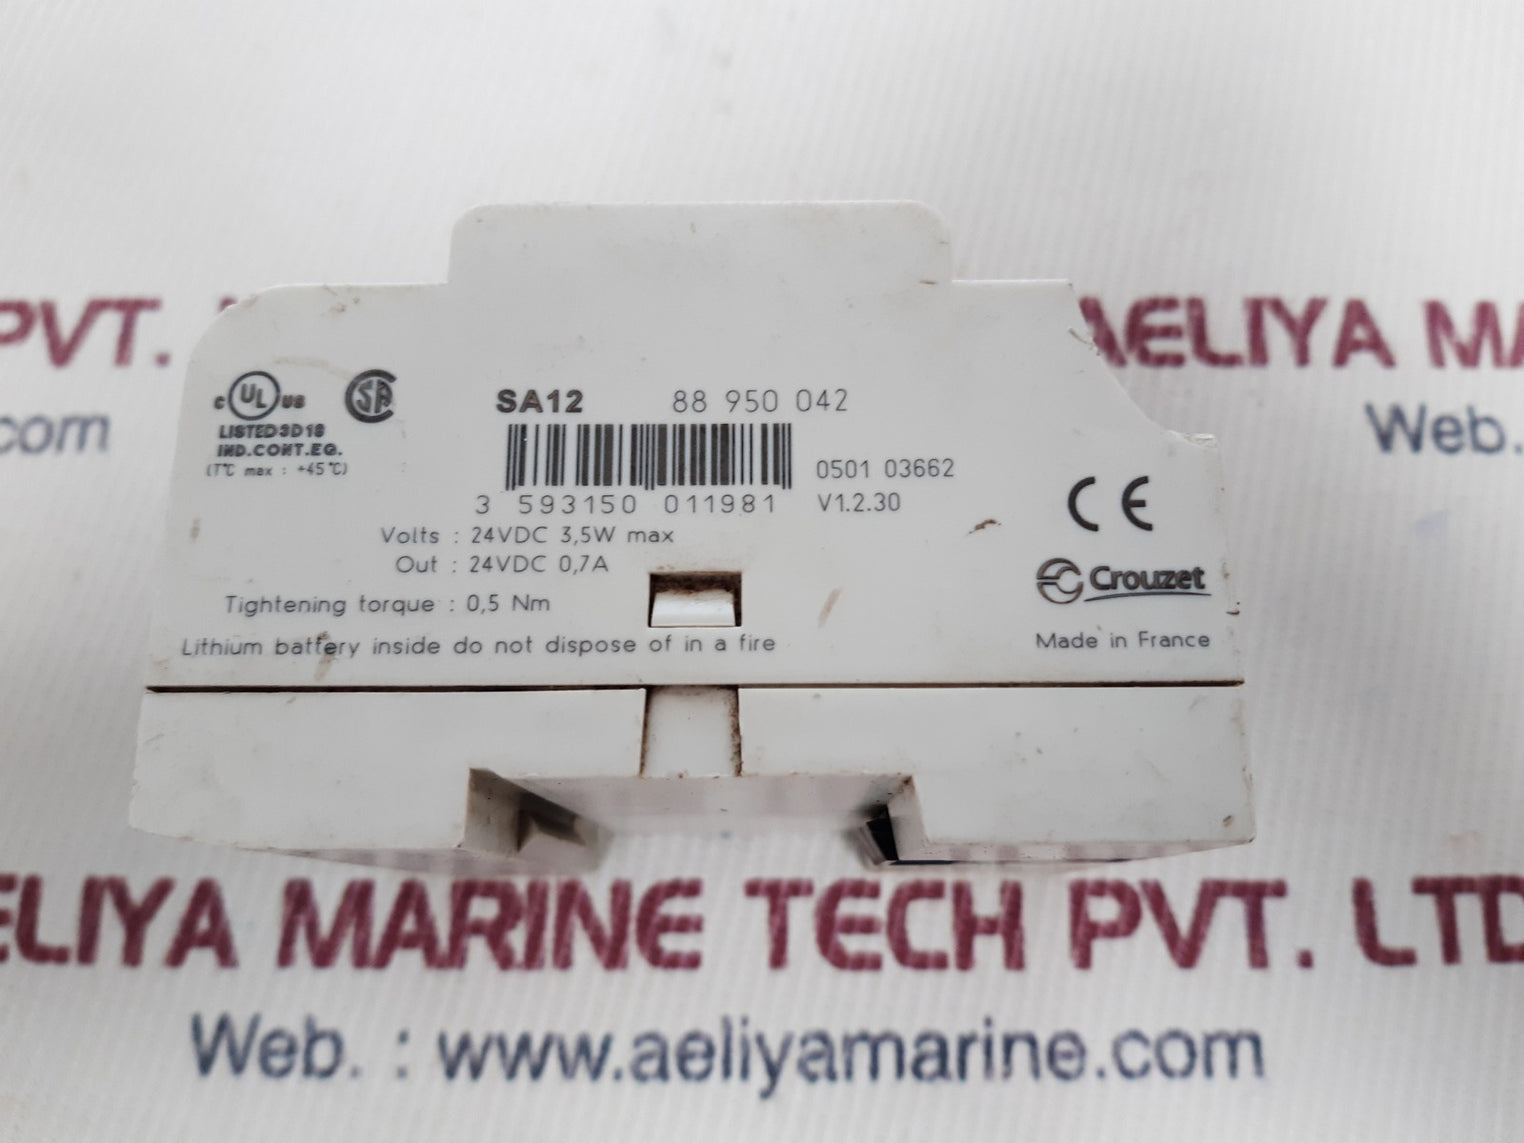 PVT.
AELIYA MA
com
Web.
c UL us
LISTED 3D18
IND.CONT.EQ.
(T°C max : +45°C)
SA
SA12 88 950 042
0501 03662
3 593150 011981 V1.2.30
CE
Volts : 24VDC 3,5W max
Out : 24VDC 0,7A
Crouzet
Tightening torque : 0,5 Nm
Lithium battery inside do not dispose of in a fire
Made in France
ELIYA MARINE TECH PVT. LTD
Web. : www.aeliyamarine.com